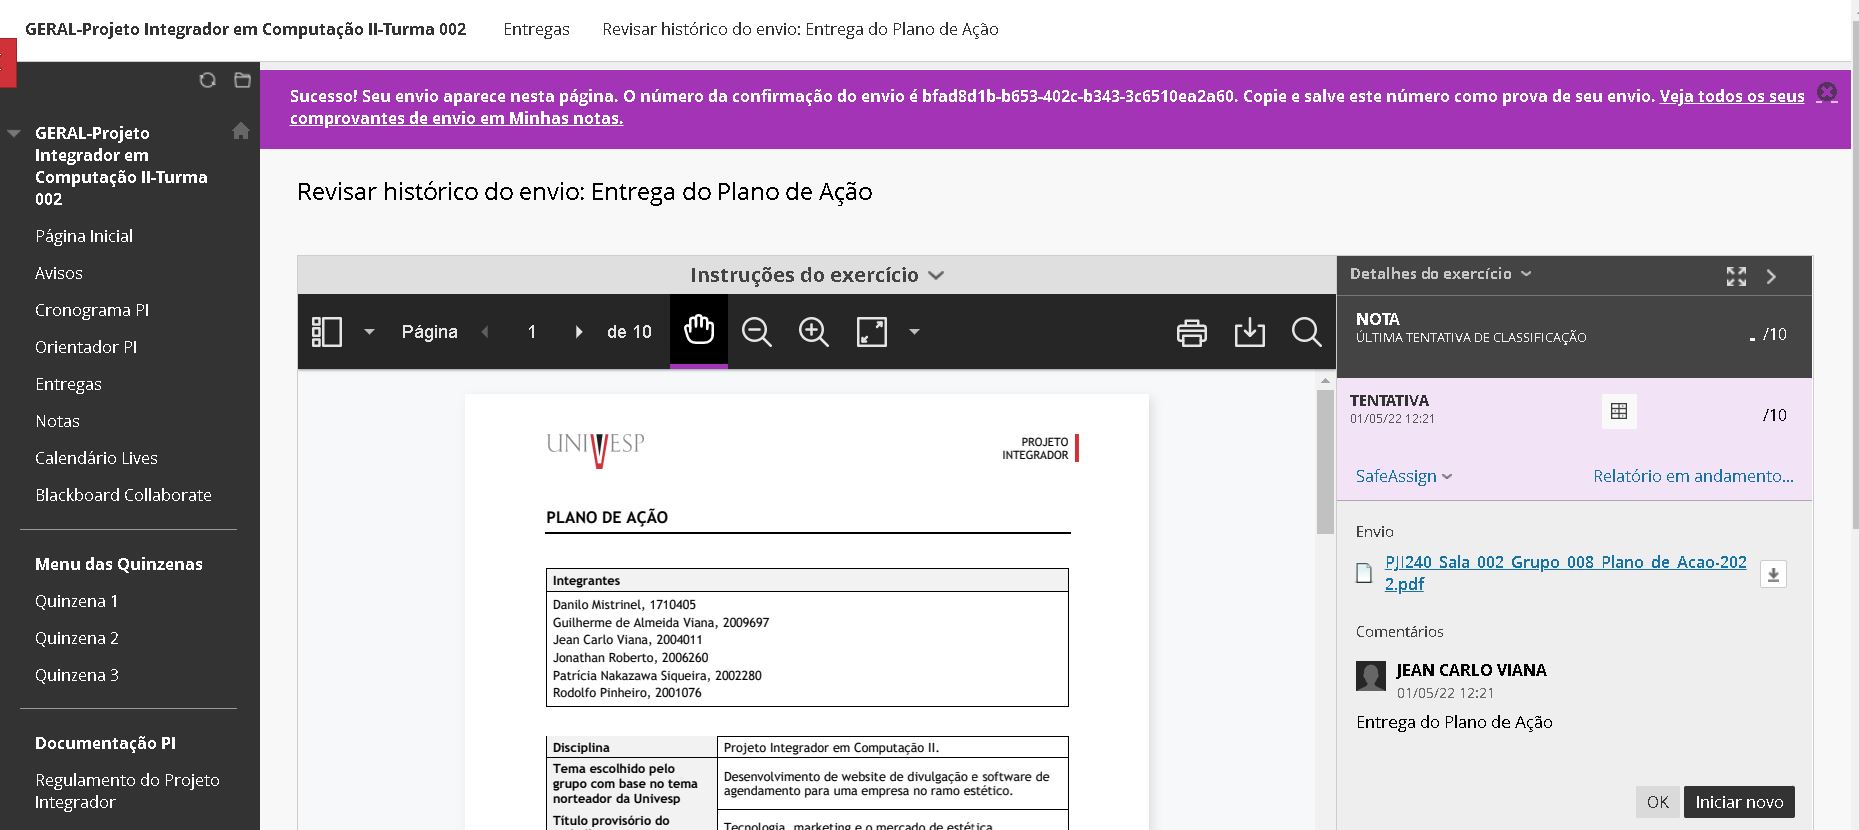 GERAL-Projeto Integrador em Computação II-Turma 002 Entregas Revisar histórico do envio: Entrega do Plano de Ação
Sucesso! Seu envio aparece nesta página. O número da confirmação do envio é bfad8d1b-b653-402c-b343-3c6510ea2a60. Copie e salve este número como prova de seu envio. Veja todos os seus
comprovantes de envio em Minhas notas.
GERAL-Projeto
Integrador em
Computação II-Turma
002
Página Inicial
Avisos
Cronograma PI
Orientador PI
Entregas
Notas
Calendário Lives
Blackboard Collaborate
Menu das Quinzenas
Quinzena 1
Quinzena 2
Quinzena 3
Documentação PI
Regulamento do Projeto
Integrador
Revisar histórico do envio: Entrega do Plano de Ação
Instruções do exercício
Página 1 de 10
UNIVESP
PROJETO
INTEGRADOR
PLANO DE AÇÃO
Integrantes
Danilo Mistrinel, 1710405
Guilherme de Almeida Viana, 2009697
Jean Carlo Viana, 2004011
Jonathan Roberto, 2006260
Patrícia Nakazawa Siqueira, 2002280
Rodolfo Pinheiro, 2001076
Disciplina
Projeto Integrador em Computação II.
Tema escolhido pelo
grupo com base no tema
norteador da Univesp
Desenvolvimento de website de divulgação e software de
agendamento para uma empresa no ramo estético.
Título provisório do
Tecnologia, marketing e o mercado de estética
Detalhes do exercício
NOTA
ÚLTIMA TENTATIVA DE CLASSIFICAÇÃO
- /10
TENTATIVA
01/05/22 12:21
/10
SafeAssign Relatório em andamento...
Envio
PJI240_Sala_002_Grupo_008_Plano_de_Acao-202
2.pdf
Comentários
JEAN CARLO VIANA
01/05/22 12:21
Entrega do Plano de Ação
OK Iniciar novo